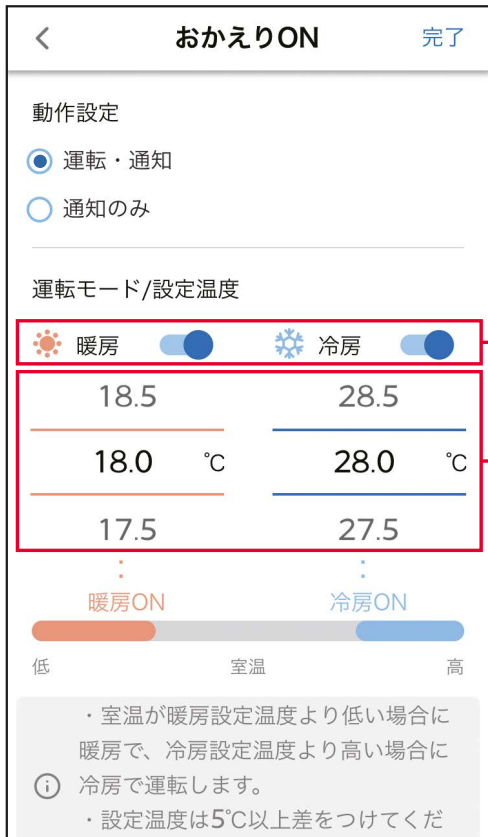 おかえりON 完了
動作設定
運転・通知
通知のみ
運転モード/設定温度
暖房 冷房
18.5 28.5
18.0 ℃ 28.0 ℃
17.5 27.5
暖房ON 冷房ON
低 室温 高
・室温が暖房設定温度より低い場合に
暖房で、冷房設定温度より高い場合に
冷房で運転します。
・設定温度は5℃以上差をつけてくだ